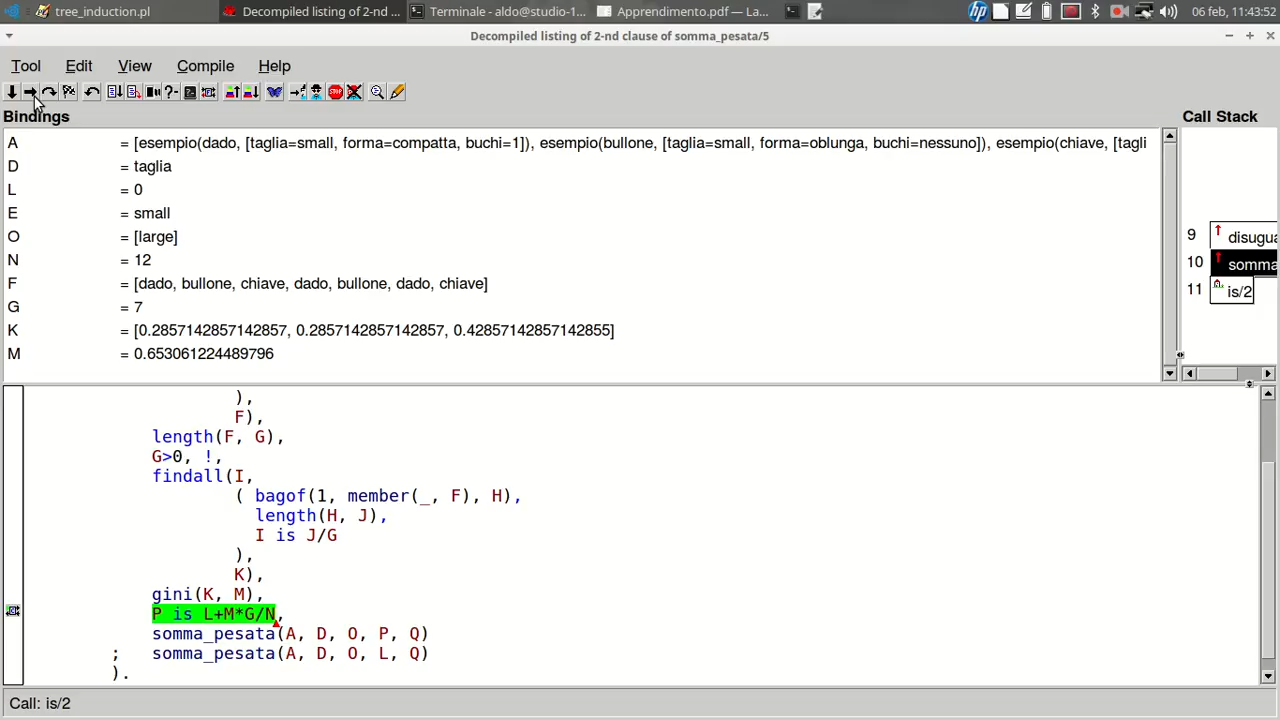 tree_induction.pl
Decompiled listing of 2-nd ...
Terminale - aldo@studio-1...
Apprendimento.pdf — La...
06 feb, 11:43:52
Decompiled listing of 2-nd clause of somma_pesata/5
Tool Edit View Compile Help
Bindings
Call Stack
A = [esempio(dado, [taglia=small, forma=compatta, buchi=1]), esempio(bullone, [taglia=small, forma=oblunga, buchi=nessuno]), esempio(chiave, [tagli
D = taglia
L = 0
E = small
O = [large]
N = 12
F = [dado, bullone, chiave, dado, bullone, dado, chiave]
G = 7
K = [0.2857142857142857, 0.2857142857142857, 0.42857142857142855]
M = 0.653061224489796
9 disugua
10 somma
11 is/2
),
F),
length(F, G),
G>0, !,
findall(I,
( bagof(1, member(_, F), H),
length(H, J),
I is J/G
),
K),
gini(K, M),
P is L+M*G/N,
somma_pesata(A, D, O, P, Q)
; somma_pesata(A, D, O, L, Q)
).
Call: is/2